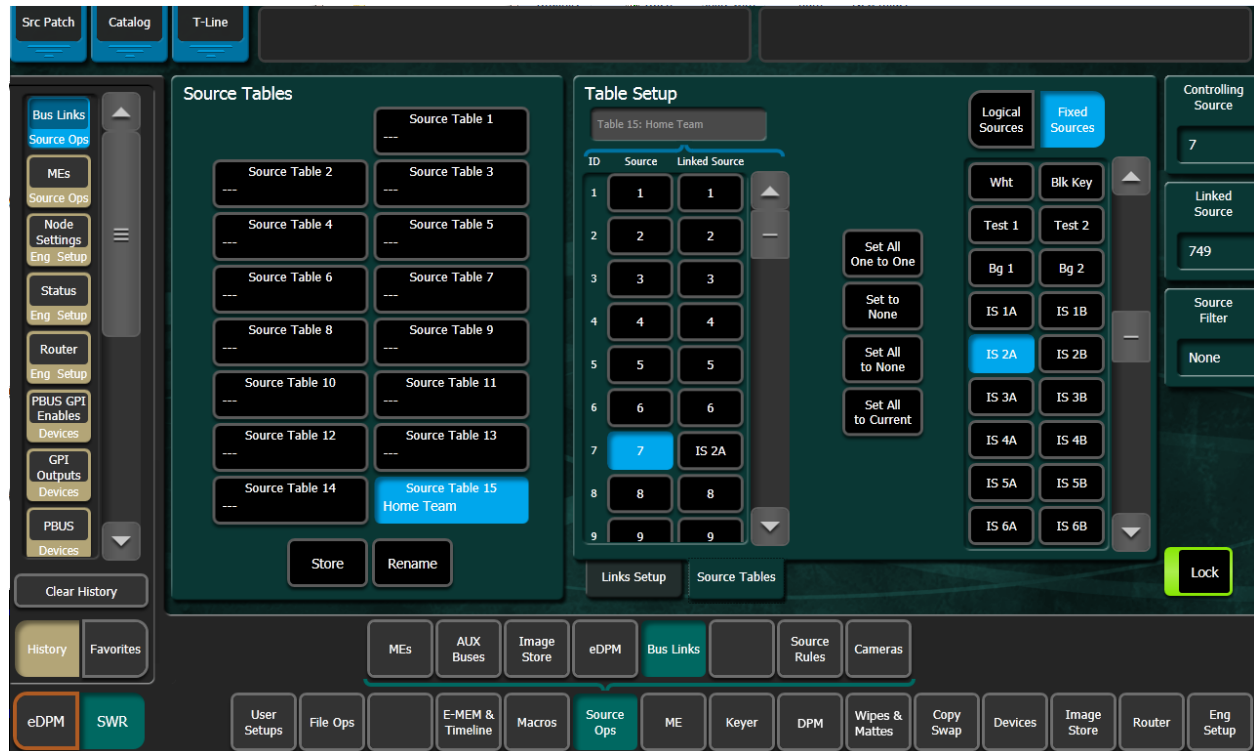 Src Patch
Catalog
T-Line
Bus Links
Source Ops
MEs
Source Ops
Node
Settings
Eng Setup
Status
Eng Setup
Router
Eng Setup
PBUS GPI
Enables
Devices
GPI
Outputs
Devices
PBUS
Devices
Clear History
History
Favorites
eDPM
SWR
Source Tables
Source Table 1
---
Source Table 2
---
Source Table 3
---
Source Table 4
---
Source Table 5
---
Source Table 6
---
Source Table 7
---
Source Table 8
---
Source Table 9
---
Source Table 10
---
Source Table 11
---
Source Table 12
---
Source Table 13
---
Source Table 14
---
Source Table 15
Home Team
Store
Rename
Table Setup
Table 15: Home Team
ID Source Linked Source
1 1 1
2 2 2
3 3 3
4 4 4
5 5 5
6 6 6
7 7 IS 2A
8 8 8
9 9 9
Set All
One to One
Set to
None
Set All
to None
Set All
to Current
Logical
Sources
Fixed
Sources
Wht Blk Key
Test 1 Test 2
Bg 1 Bg 2
IS 1A IS 1B
IS 2A IS 2B
IS 3A IS 3B
IS 4A IS 4B
IS 5A IS 5B
IS 6A IS 6B
Links Setup
Source Tables
Controlling
Source
7
Linked
Source
749
Source
Filter
None
Lock
MEs
AUX
Buses
Image
Store
eDPM
Bus Links
Source
Rules
Cameras
User
Setups
File Ops
E-MEM &
Timeline
Macros
Source
Ops
ME
Keyer
DPM
Wipes &
Mattes
Copy
Swap
Devices
Image
Store
Router
Eng
Setup